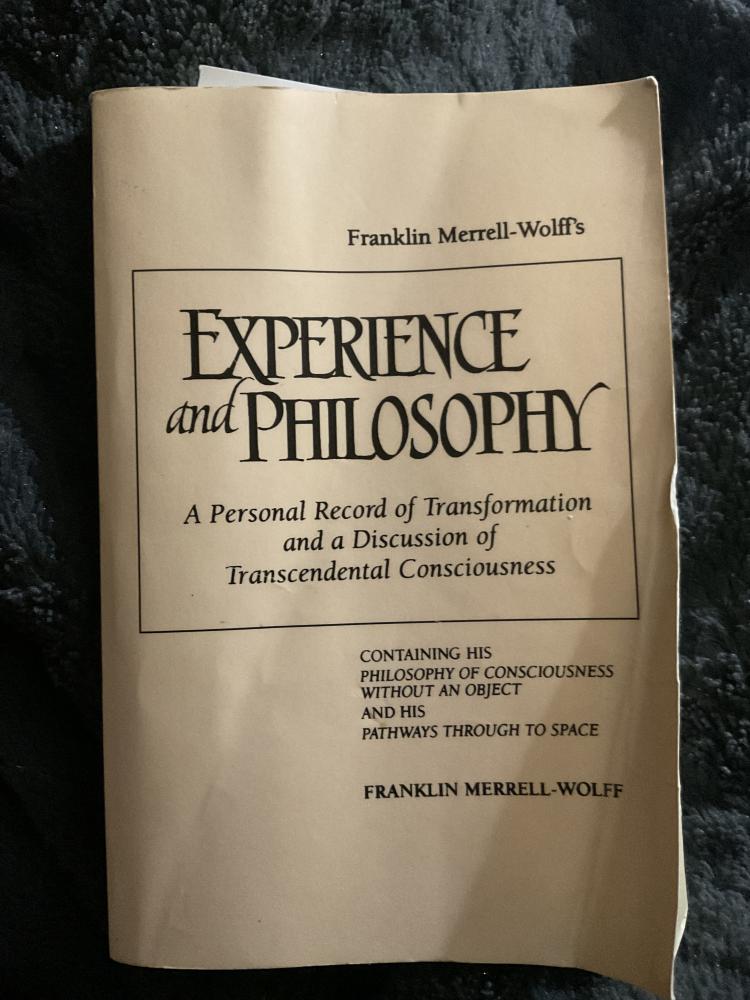 Franklin Merrell-Wolff's
EXPERIENCE
and PHILOSOPHY
A Personal Record of Transformation
and a Discussion of
Transcendental Consciousness
CONTAINING HIS
PHILOSOPHY OF CONSCIOUSNESS
WITHOUT AN OBJECT
AND HIS
PATHWAYS THROUGH TO SPACE
FRANKLIN MERRELL-WOLFF